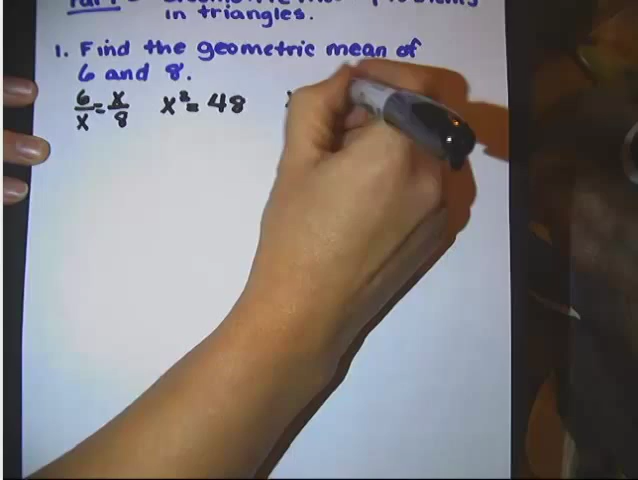 in triangles.
1. Find the geometric mean of
6 and 8.
6/x = x/8 x² = 48 x